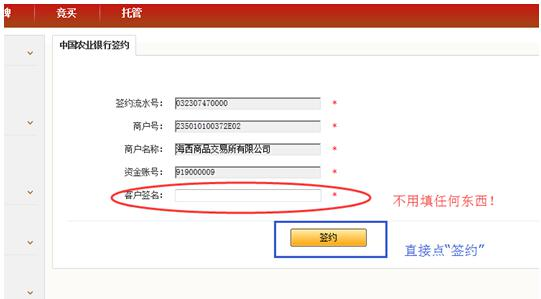 牌 竞买 托管
中国农业银行签约
签约流水号: 032307470000 *
商户号: 235010100372E02 *
商户名称: 海西商品交易所有限公司 *
资金账号: 919000009 *
客户签名: *
不用填任何东西!
签约
直接点“签约”